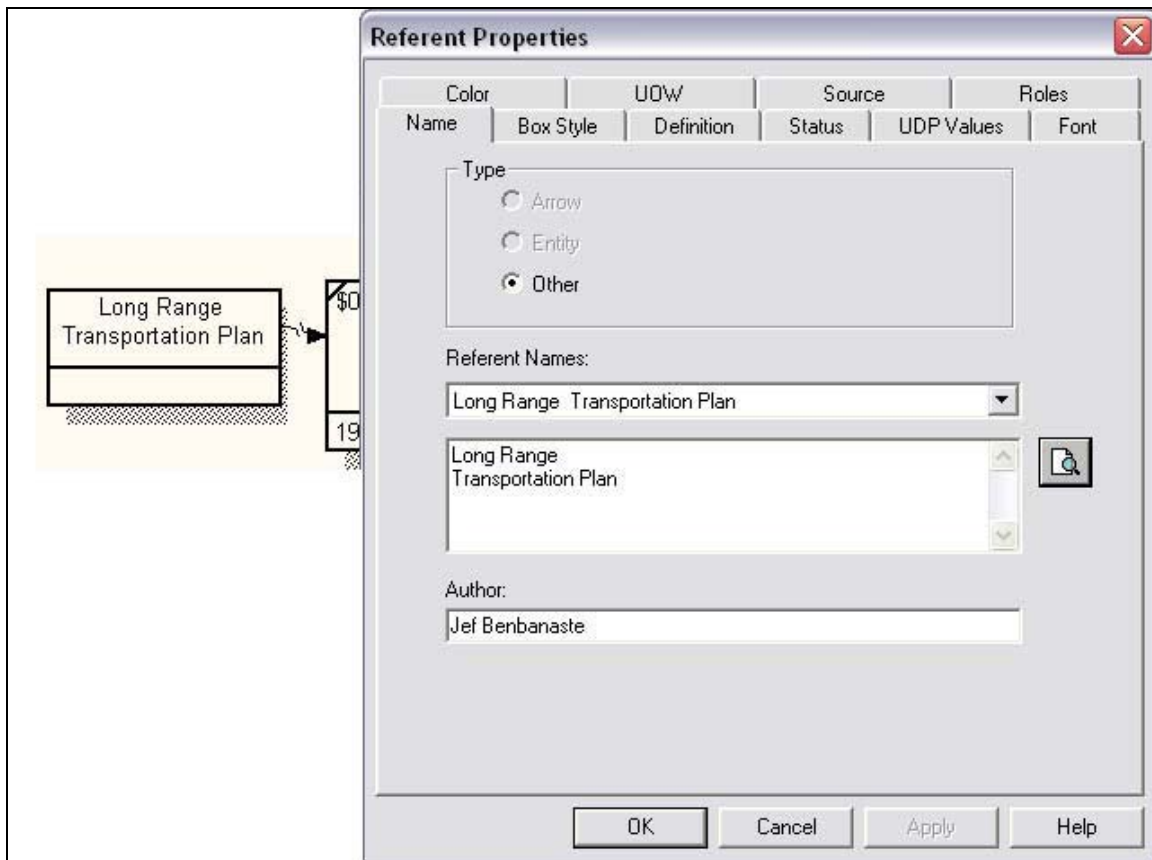 Referent Properties
Color UOW Source Roles
Name Box Style Definition Status UDP Values Font
Type
Arrow
Entity
Other
Long Range
Transportation Plan
$0
19
Referent Names:
Long Range  Transportation Plan
Long Range
Transportation Plan
Author:
Jef Benbanaste
OK Cancel Apply Help